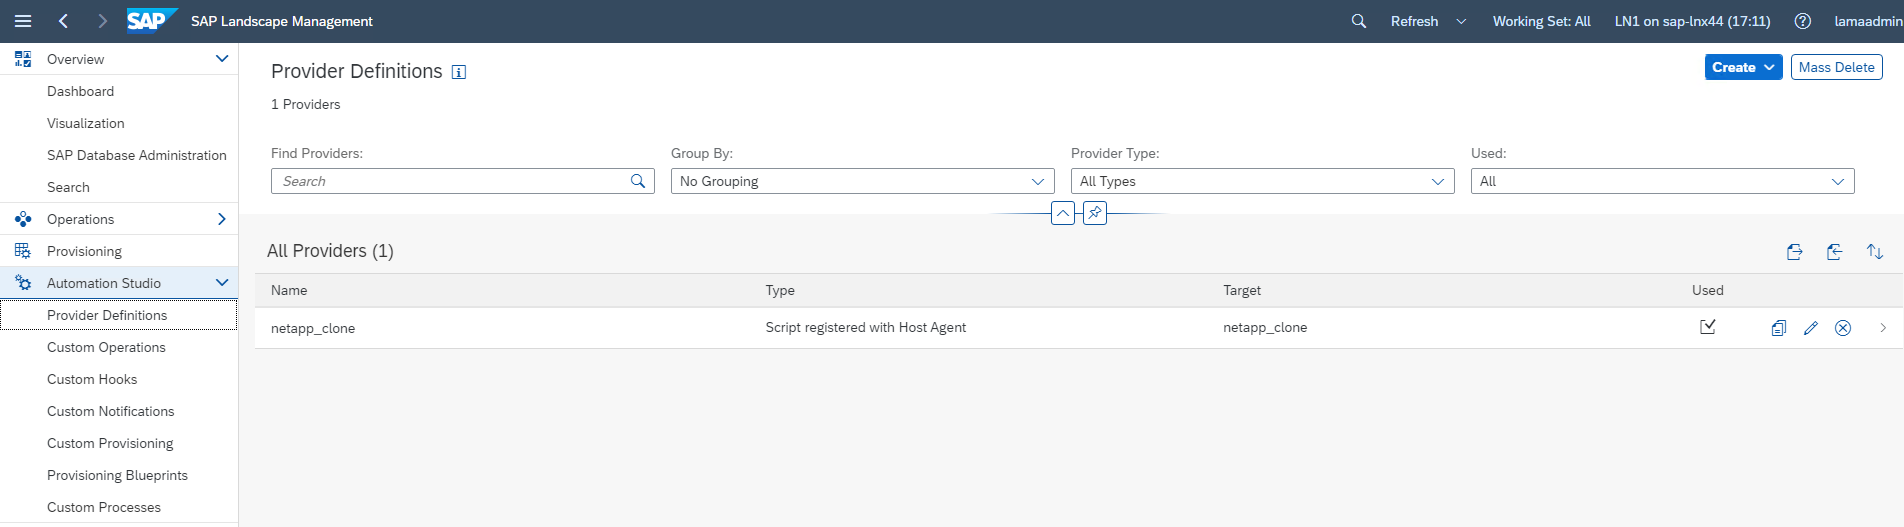 SAP SAP Landscape Management Refresh Working Set: All LN1 on sap-lnx44 (17:11) lamaadmin
Overview
Dashboard
Visualization
SAP Database Administration
Search
Operations
Provisioning
Automation Studio
Provider Definitions
Custom Operations
Custom Hooks
Custom Notifications
Custom Provisioning
Provisioning Blueprints
Custom Processes
Provider Definitions
Create Mass Delete
1 Providers
Find Providers: Group By: Provider Type: Used:
Search No Grouping All Types All
All Providers (1)
Name Type Target Used
netapp_clone Script registered with Host Agent netapp_clone